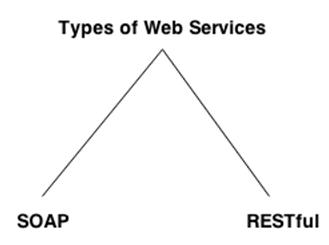 Types of Web Services
SOAP
RESTful